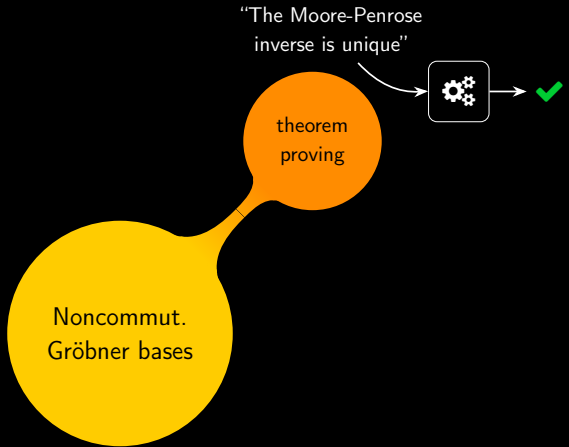 “The Moore-Penrose
inverse is unique”
theorem
proving
Noncommut.
Gröbner bases